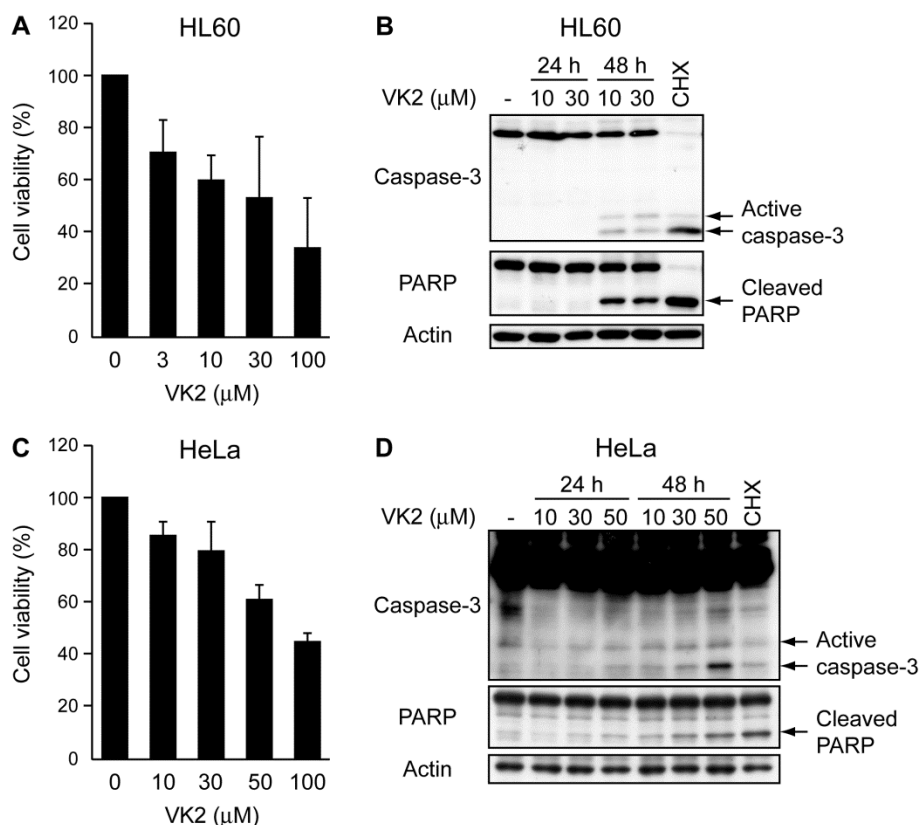 A
HL60
Cell viability (%)
120
100
80
60
40
20
0
0 3 10 30 100
VK2 (μM)
B
HL60
24 h 48 h
VK2 (μM) - 10 30 10 30 CHX
Caspase-3
Active
caspase-3
PARP
Cleaved
PARP
Actin
C
HeLa
Cell viability (%)
120
100
80
60
40
20
0
0 10 30 50 100
VK2 (μM)
D
HeLa
24 h 48 h
VK2 (μM) - 10 30 50 10 30 50 CHX
Caspase-3
Active
caspase-3
PARP
Cleaved
PARP
Actin